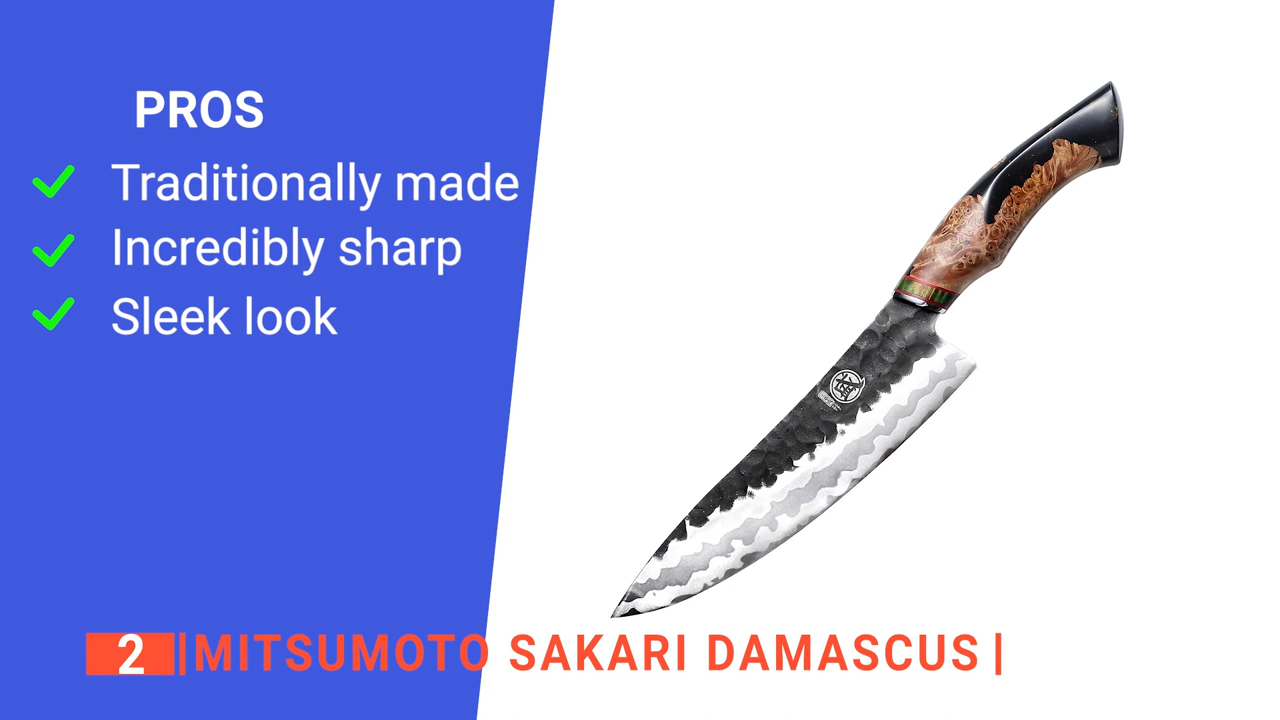 PROS
Traditionally made
Incredibly sharp
Sleek look
2 |MITSUMOTO SAKARI DAMASCUS|